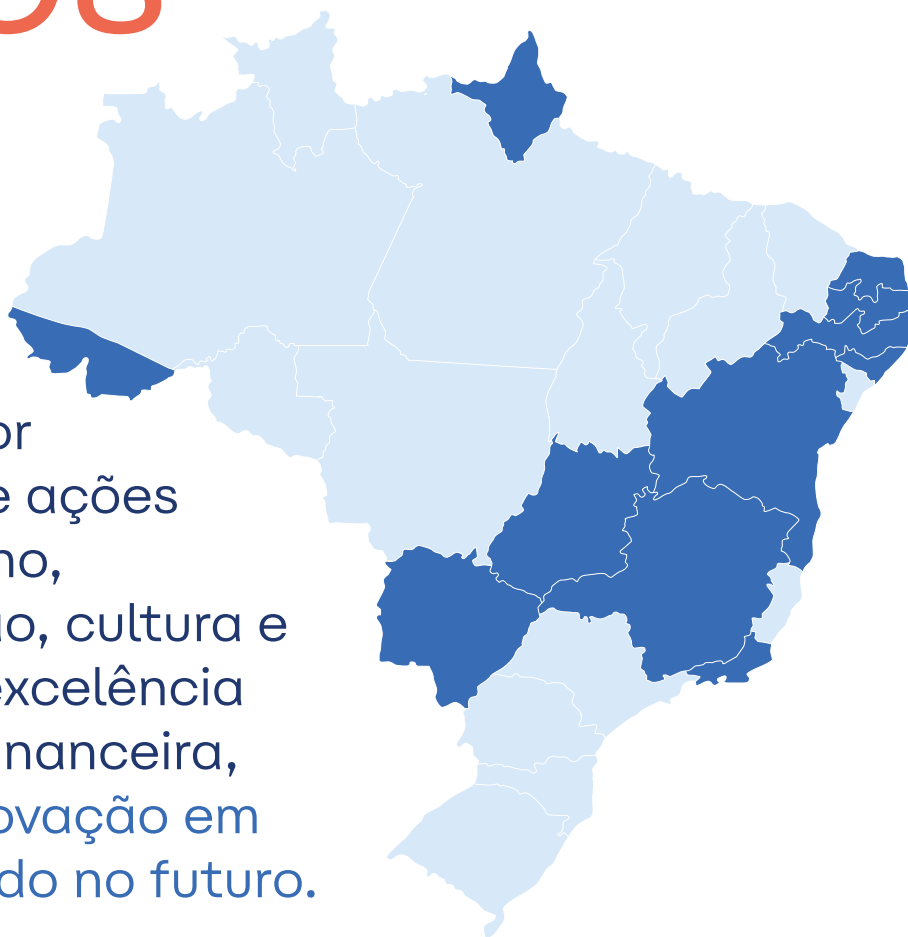 or
e ações
no,
o, cultura e
excelência
nanceira,
ovação em
do no futuro.